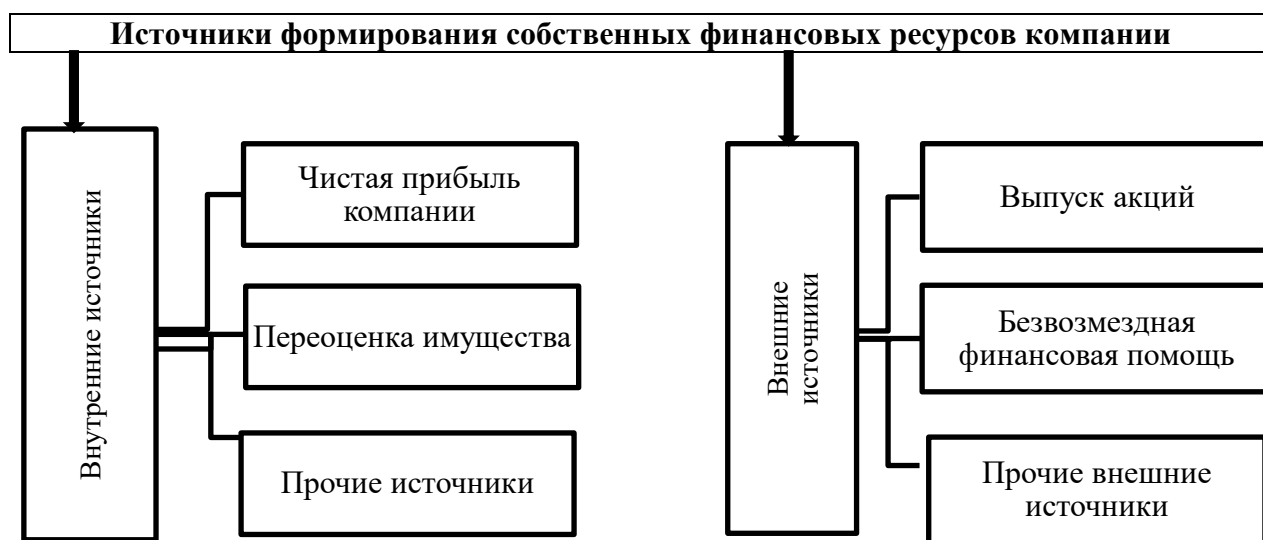 Источники формирования собственных финансовых ресурсов компании
Внутренние источники
Чистая прибыль
компании
Переоценка имущества
Прочие источники
Внешние
источники
Выпуск акций
Безвозмездная
финансовая помощь
Прочие внешние
источники